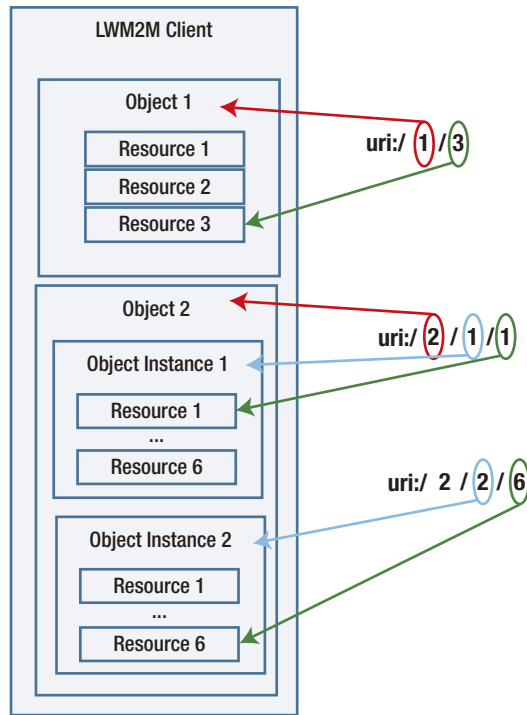 LWM2M Client
Object 1
uri:/ 1 / 3
Resource 1
Resource 2
Resource 3
Object 2
uri:/ 2 / 1 / 1
Object Instance 1
Resource 1
...
Resource 6
uri:/ 2 / 2 / 6
Object Instance 2
Resource 1
...
Resource 6